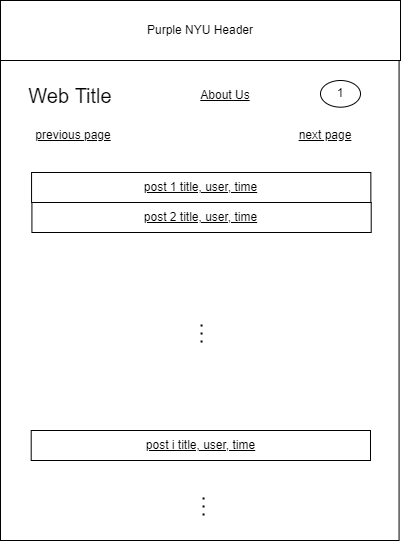 Purple NYU Header
Web Title
About Us
1
previous page
next page
post 1 title, user, time
post 2 title, user, time
post i title, user, time